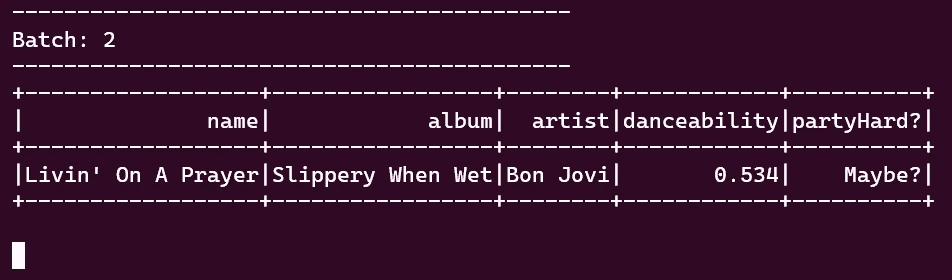 -------------------------------------------
Batch: 2
-------------------------------------------
+------------------+-----------------+--------+------------+----------+
|              name|            album|  artist|danceability|partyHard?|
+------------------+-----------------+--------+------------+----------+
|Livin' On A Prayer|Slippery When Wet|Bon Jovi|       0.534|    Maybe?|
+------------------+-----------------+--------+------------+----------+